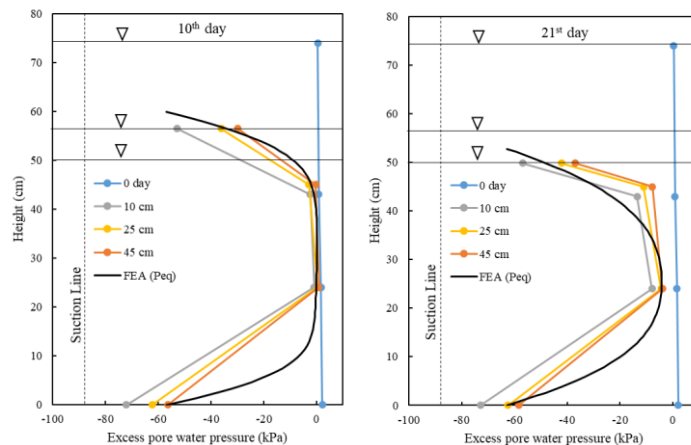 10th day
80
70
60
50
40
30
20
10
0
Height (cm)
0 day
10 cm
25 cm
45 cm
FEA (Peq)
Suction Line
-100 -80 -60 -40 -20 0
Excess pore water pressure (kPa)
21st day
80
70
60
50
40
30
20
10
0
Height (cm)
0 day
10 cm
25 cm
45 cm
FEA (Peq)
Suction Line
-100 -80 -60 -40 -20 0
Excess pore water pressure (kPa)